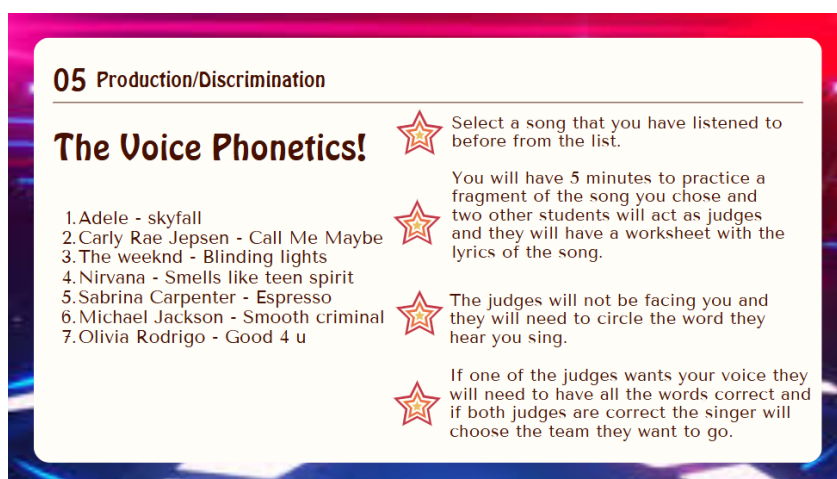 05 Production/Discrimination
The Voice Phonetics!
1. Adele - skyfall
2. Carly Rae Jepsen - Call Me Maybe
3. The weeknd - Blinding lights
4. Nirvana - Smells like teen spirit
5. Sabrina Carpenter - Espresso
6. Michael Jackson - Smooth criminal
7. Olivia Rodrigo - Good 4 u
Select a song that you have listened to
before from the list.
You will have 5 minutes to practice a
fragment of the song you chose and
two other students will act as judges
and they will have a worksheet with the
lyrics of the song.
The judges will not be facing you and
they will need to circle the word they
hear you sing.
If one of the judges wants your voice they
will need to have all the words correct and
if both judges are correct the singer will
choose the team they want to go.